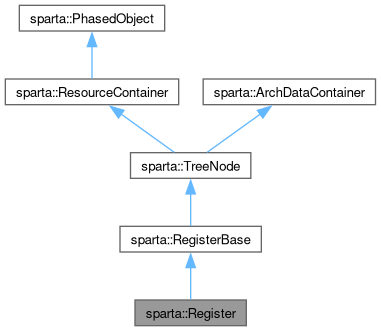 sparta::PhasedObject
sparta::ResourceContainer
sparta::ArchDataContainer
sparta::TreeNode
sparta::RegisterBase
sparta::Register